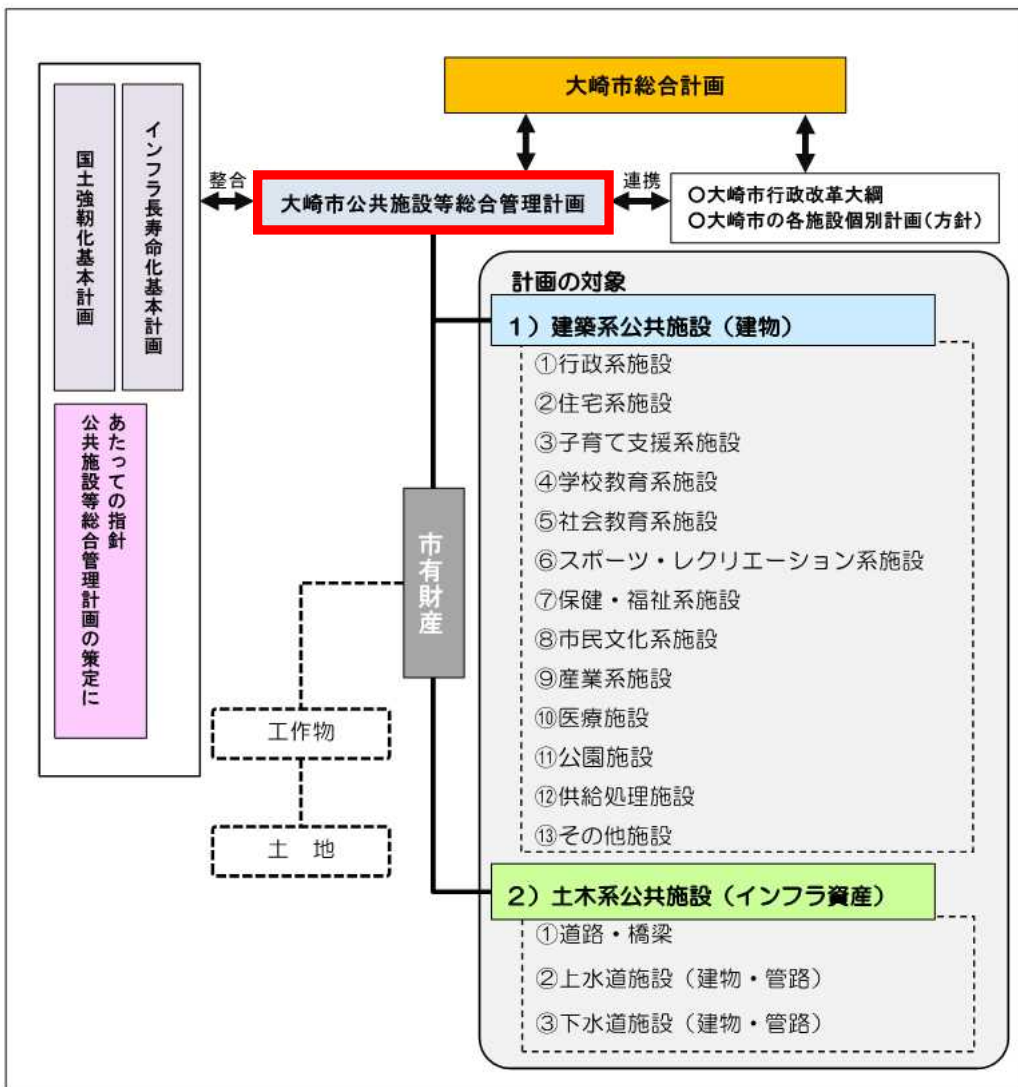 大崎市総合計画
国土強靭化基本計画
インフラ長寿命化基本計画
あたっての指針
公共施設等総合管理計画の策定に
整合
大崎市公共施設等総合管理計画
連携
〇大崎市行政改革大綱
〇大崎市の各施設個別計画(方針)
計画の対象
1)建築系公共施設(建物)
①行政系施設
②住宅系施設
③子育て支援系施設
④学校教育系施設
⑤社会教育系施設
⑥スポーツ・レクリエーション系施設
⑦保健・福祉系施設
⑧市民文化系施設
⑨産業系施設
⑩医療施設
⑪公園施設
⑫供給処理施設
⑬その他施設
市有財産
工作物
土 地
2)土木系公共施設(インフラ資産)
①道路・橋梁
②上水道施設(建物・管路)
③下水道施設(建物・管路)